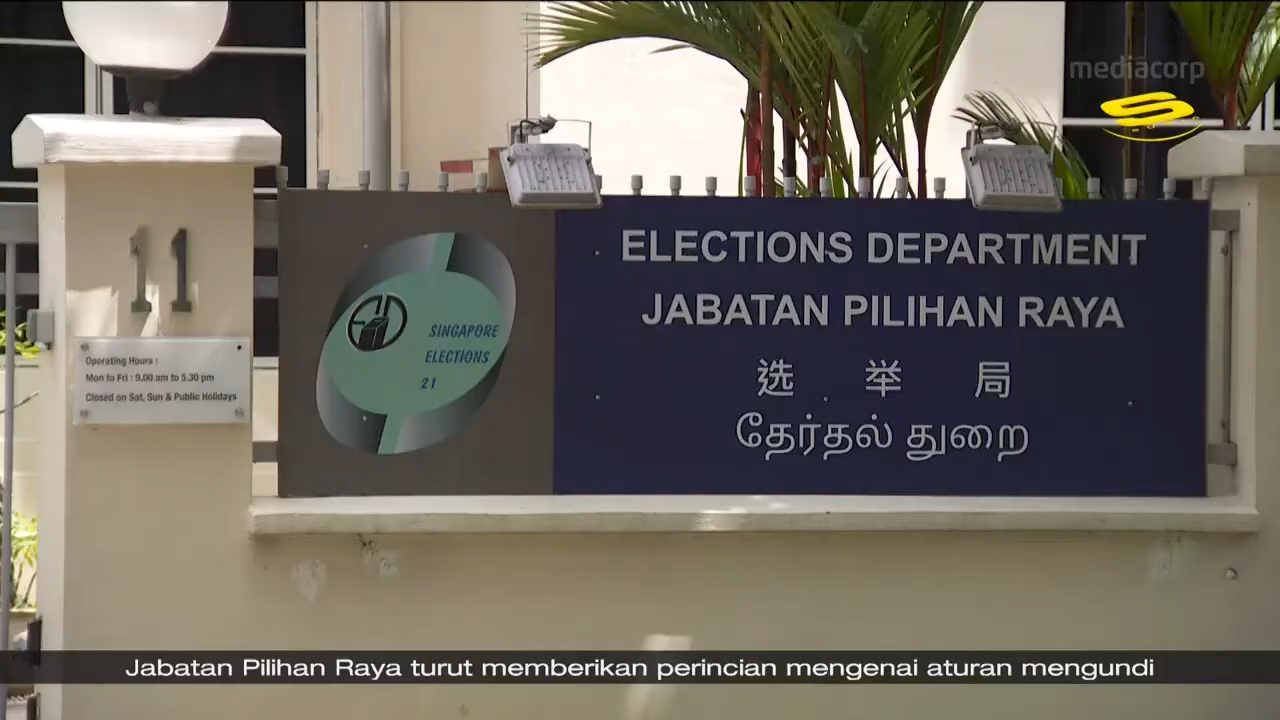 mediacorp
11
Operating Hours :
Mon to Fri : 9.00 am to 5.30 pm
Closed on Sat, Sun & Public Holidays
SINGAPORE
ELECTIONS
21
ELECTIONS DEPARTMENT
JABATAN PILIHAN RAYA
选 举 局
தேர்தல் துறை
Jabatan Pilihan Raya turut memberikan perincian mengenai aturan mengundi